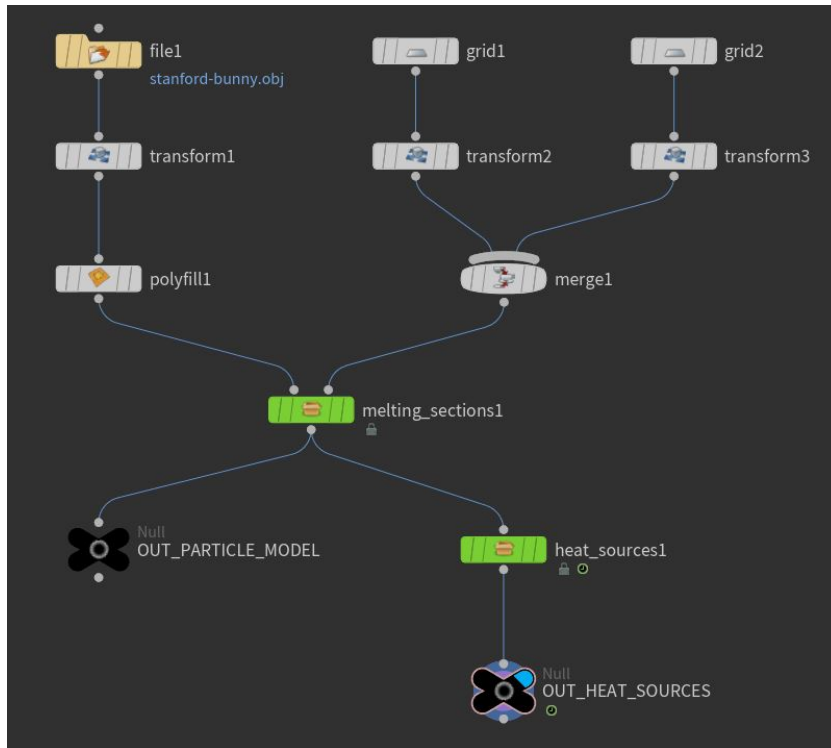 file1
stanford-bunny.obj
grid1
grid2
transform1
transform2
transform3
polyfill1
merge1
melting_sections1
Null
OUT_PARTICLE_MODEL
heat_sources1
Null
OUT_HEAT_SOURCES